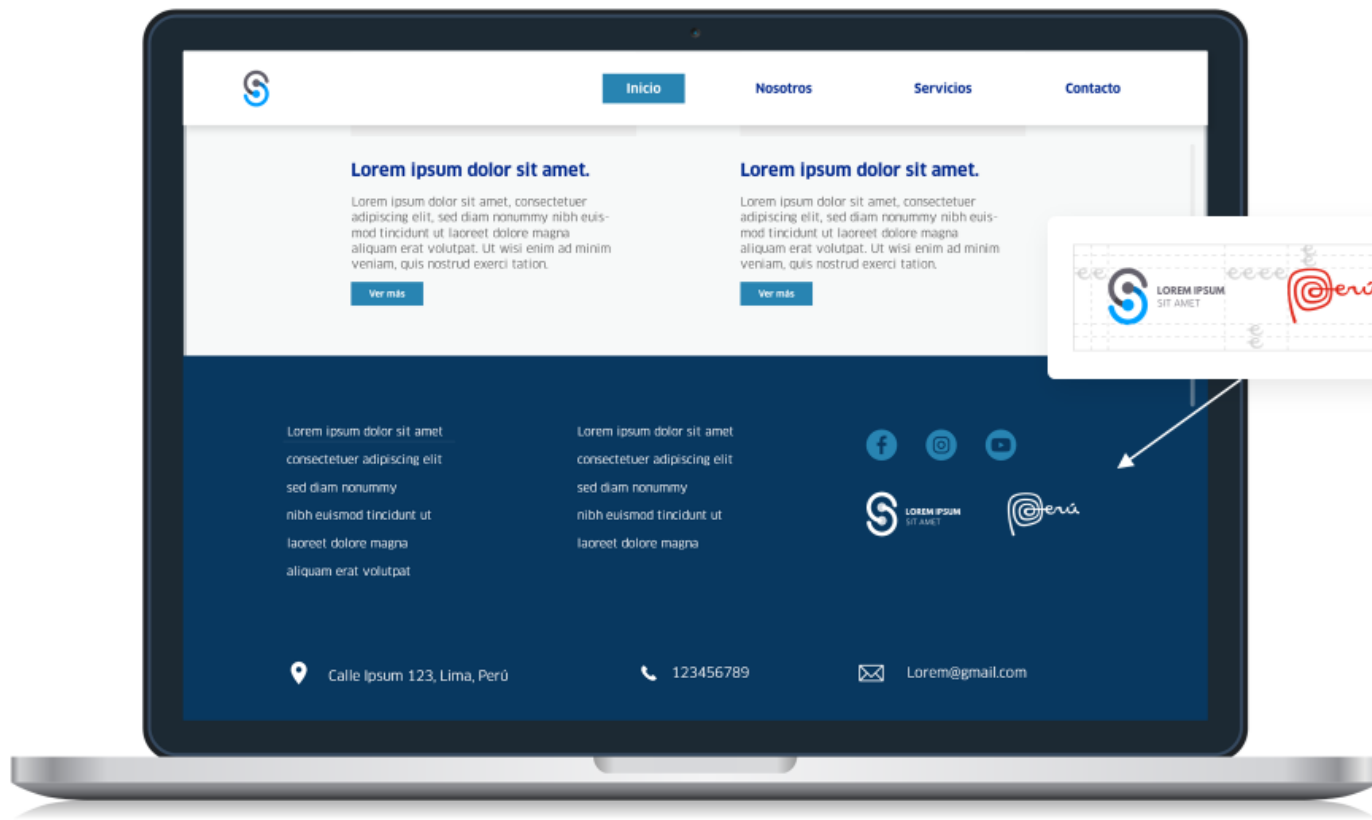 Inicio
Nosotros
Servicios
Contacto
Lorem ipsum dolor sit amet.
Lorem ipsum dolor sit amet, consectetuer
adipiscing elit, sed diam nonummy nibh euis-
mod tincidunt ut laoreet dolore magna
aliquam erat volutpat. Ut wisi enim ad minim
veniam, quis nostrud exerci tation.
Ver más
Lorem ipsum dolor sit amet.
Lorem ipsum dolor sit amet, consectetuer
adipiscing elit, sed diam nonummy nibh euis-
mod tincidunt ut laoreet dolore magna
aliquam erat volutpat. Ut wisi enim ad minim
veniam, quis nostrud exerci tation.
Ver más
ee
eeee
e
e
e
e
LOREM IPSUM
SIT AMET
Perú
Lorem ipsum dolor sit amet
consectetuer adipiscing elit
sed diam nonummy
nibh euismod tincidunt ut
laoreet dolore magna
aliquam erat volutpat
Lorem ipsum dolor sit amet
consectetuer adipiscing elit
sed diam nonummy
nibh euismod tincidunt ut
laoreet dolore magna
LOREM IPSUM
SIT AMET
Perú
Calle Ipsum 123, Lima, Perú
123456789
Lorem@gmail.com